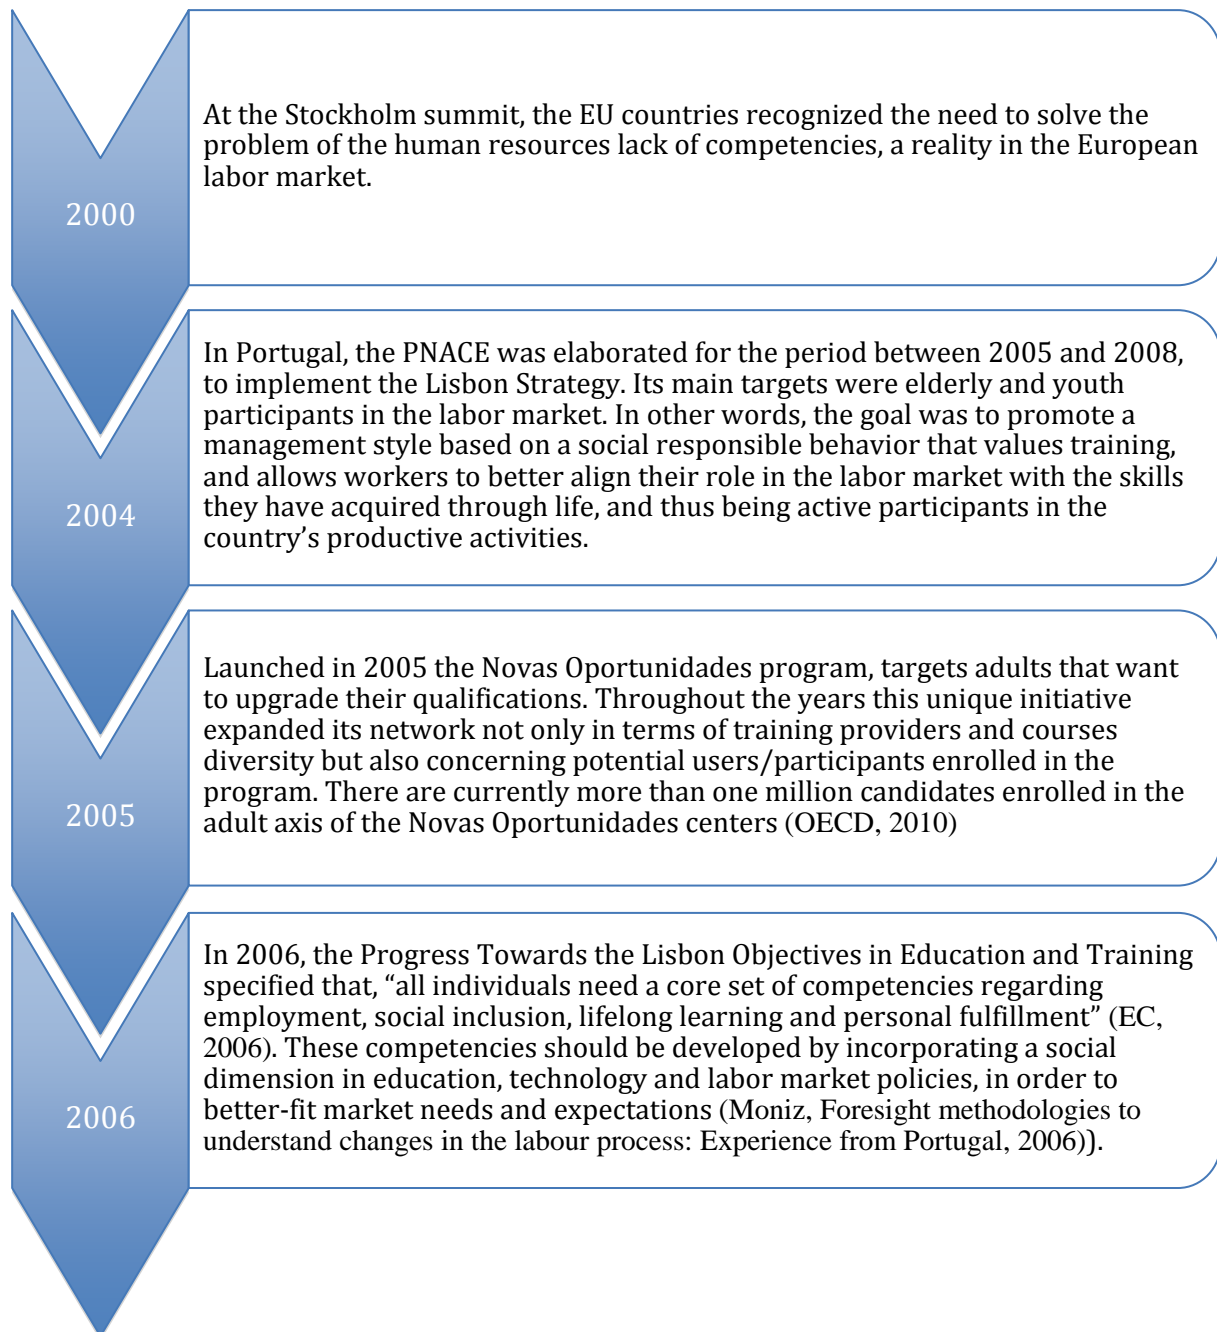 2000
At the Stockholm summit, the EU countries recognized the need to solve the
problem of the human resources lack of competencies, a reality in the European
labor market.
2004
In Portugal, the PNACE was elaborated for the period between 2005 and 2008,
to implement the Lisbon Strategy. Its main targets were elderly and youth
participants in the labor market. In other words, the goal was to promote a
management style based on a social responsible behavior that values training,
and allows workers to better align their role in the labor market with the skills
they have acquired through life, and thus being active participants in the
country’s productive activities.
2005
Launched in 2005 the Novas Oportunidades program, targets adults that want
to upgrade their qualifications. Throughout the years this unique initiative
expanded its network not only in terms of training providers and courses
diversity but also concerning potential users/participants enrolled in the
program. There are currently more than one million candidates enrolled in the
adult axis of the Novas Oportunidades centers (OECD, 2010)
2006
In 2006, the Progress Towards the Lisbon Objectives in Education and Training
specified that, “all individuals need a core set of competencies regarding
employment, social inclusion, lifelong learning and personal fulfillment” (EC,
2006). These competencies should be developed by incorporating a social
dimension in education, technology and labor market policies, in order to
better-fit market needs and expectations (Moniz, Foresight methodologies to
understand changes in the labour process: Experience from Portugal, 2006)).